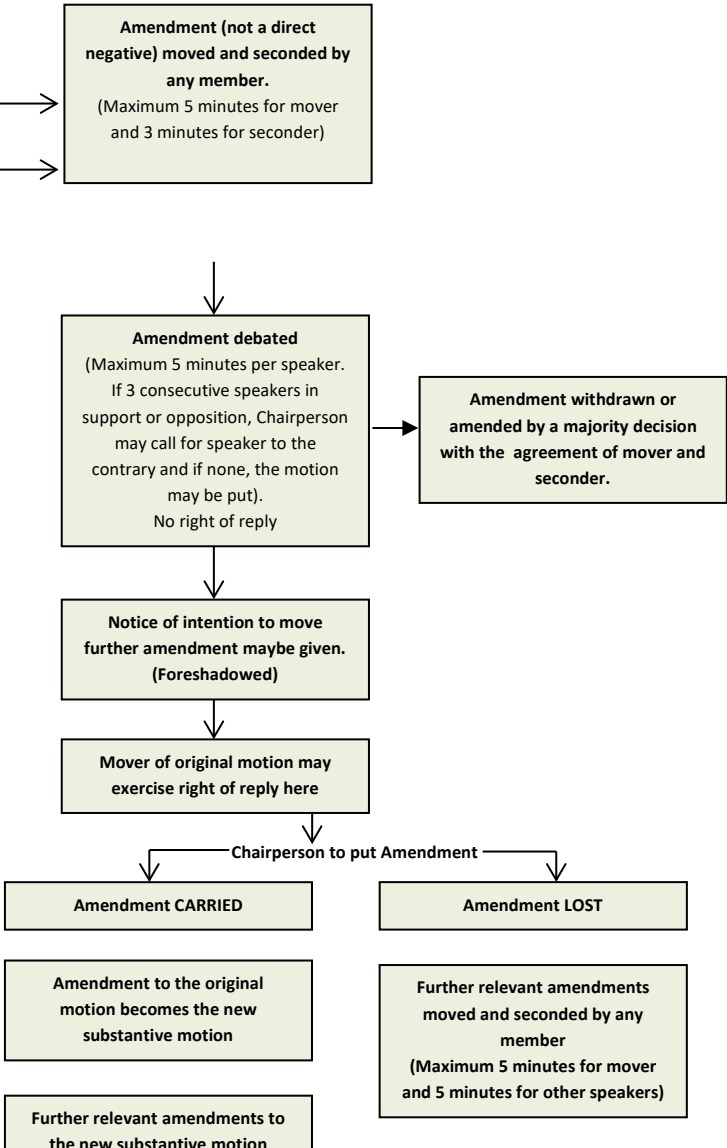 Amendment (not a direct
negative) moved and seconded by
any member.
(Maximum 5 minutes for mover
and 3 minutes for seconder)
Amendment debated
(Maximum 5 minutes per speaker.
If 3 consecutive speakers in
support or opposition, Chairperson
may call for speaker to the
contrary and if none, the motion
may be put).
No right of reply
Amendment withdrawn or
amended by a majority decision
with the agreement of mover and
seconder.
Notice of intention to move
further amendment maybe given.
(Foreshadowed)
Mover of original motion may
exercise right of reply here
Chairperson to put Amendment
Amendment CARRIED
Amendment LOST
Amendment to the original
motion becomes the new
substantive motion
Further relevant amendments
moved and seconded by any
member
(Maximum 5 minutes for mover
and 5 minutes for other speakers)
Further relevant amendments to
the new substantive motion